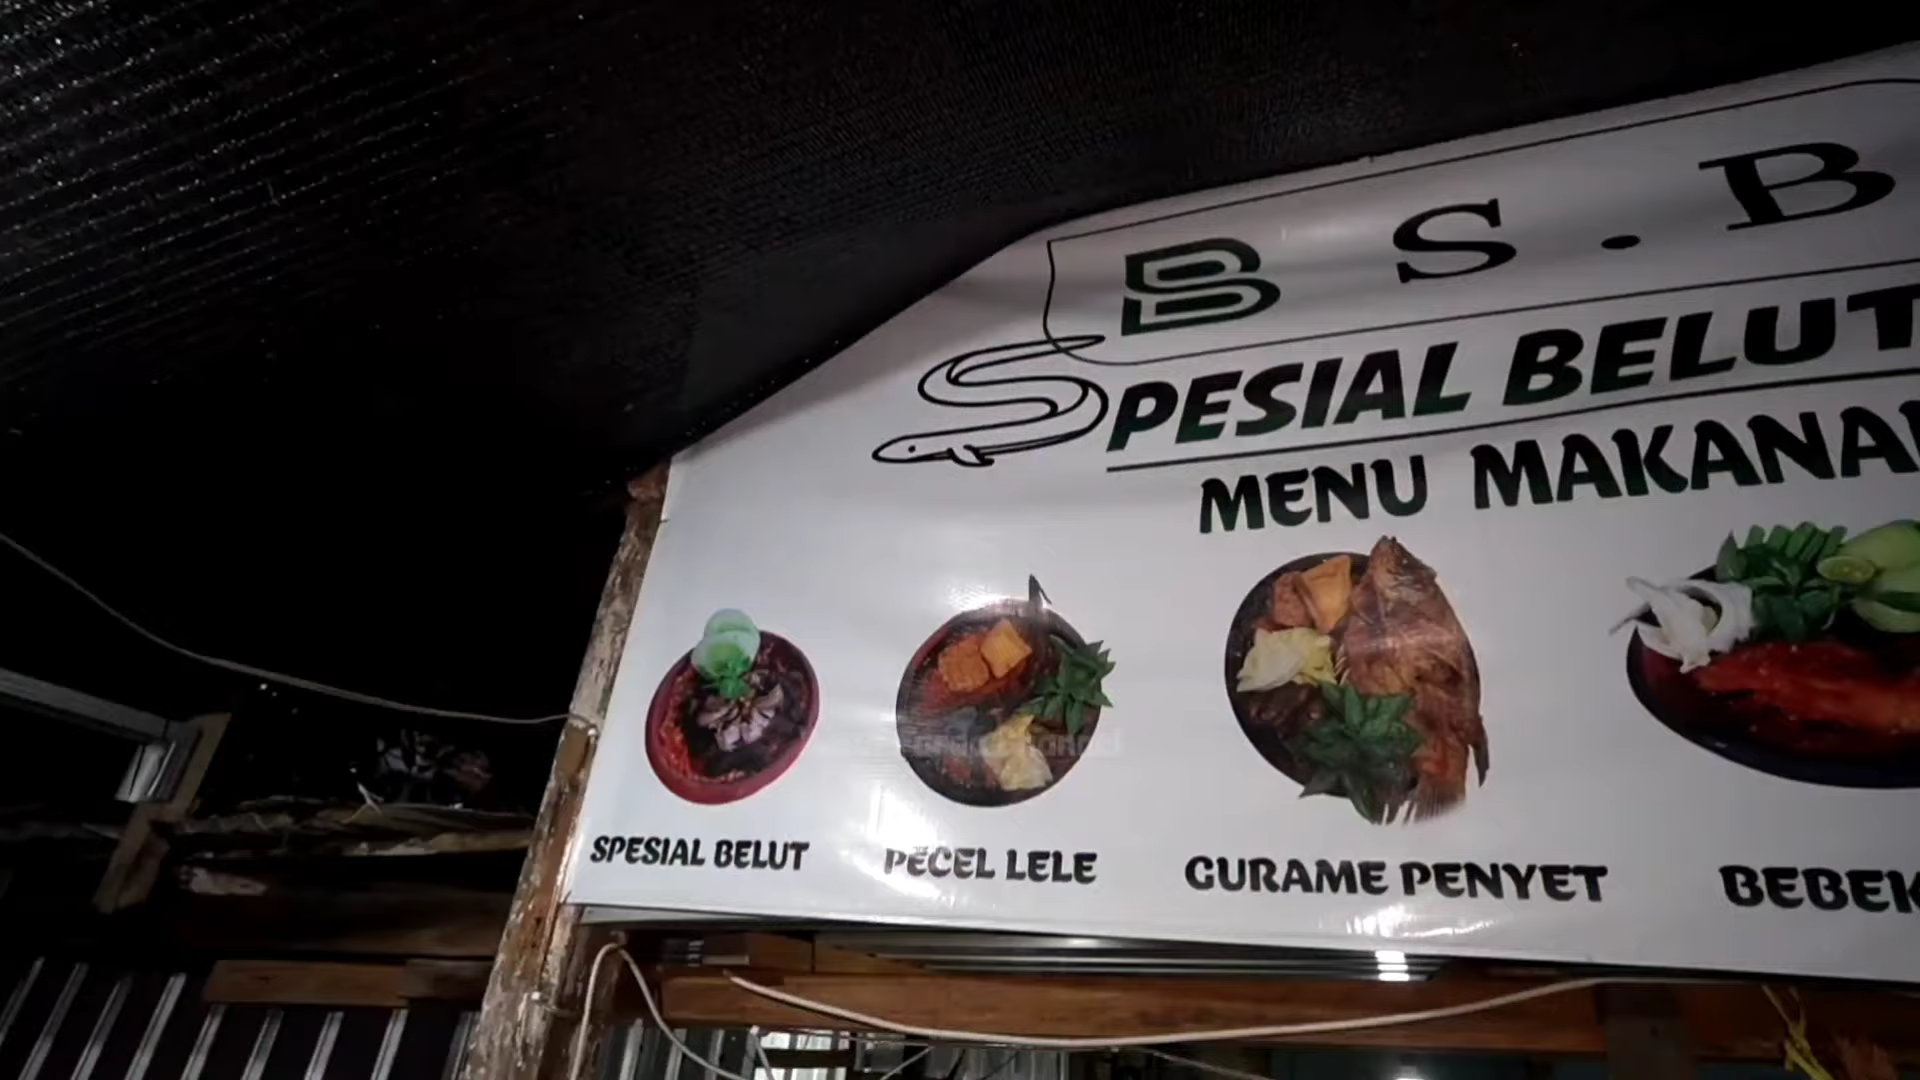 B S . B
SPESIAL BELUT
MENU MAKANAN
SPESIAL BELUT
PECEL LELE
GURAME PENYET
BEBEK